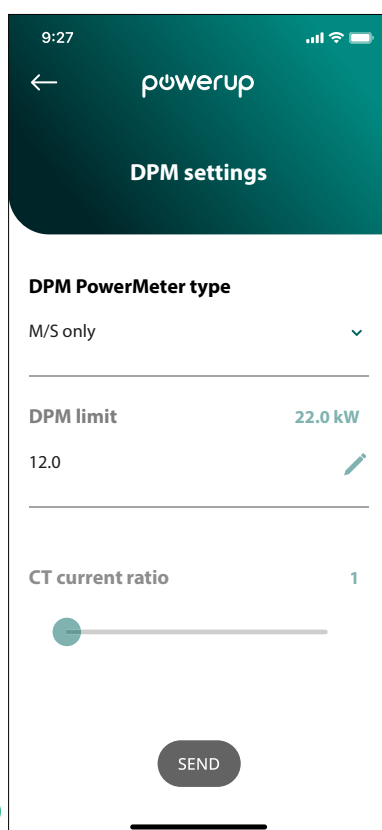 9:27
powerup
DPM settings
DPM PowerMeter type
M/S only
DPM limit 22.0 kW
12.0
CT current ratio 1
SEND